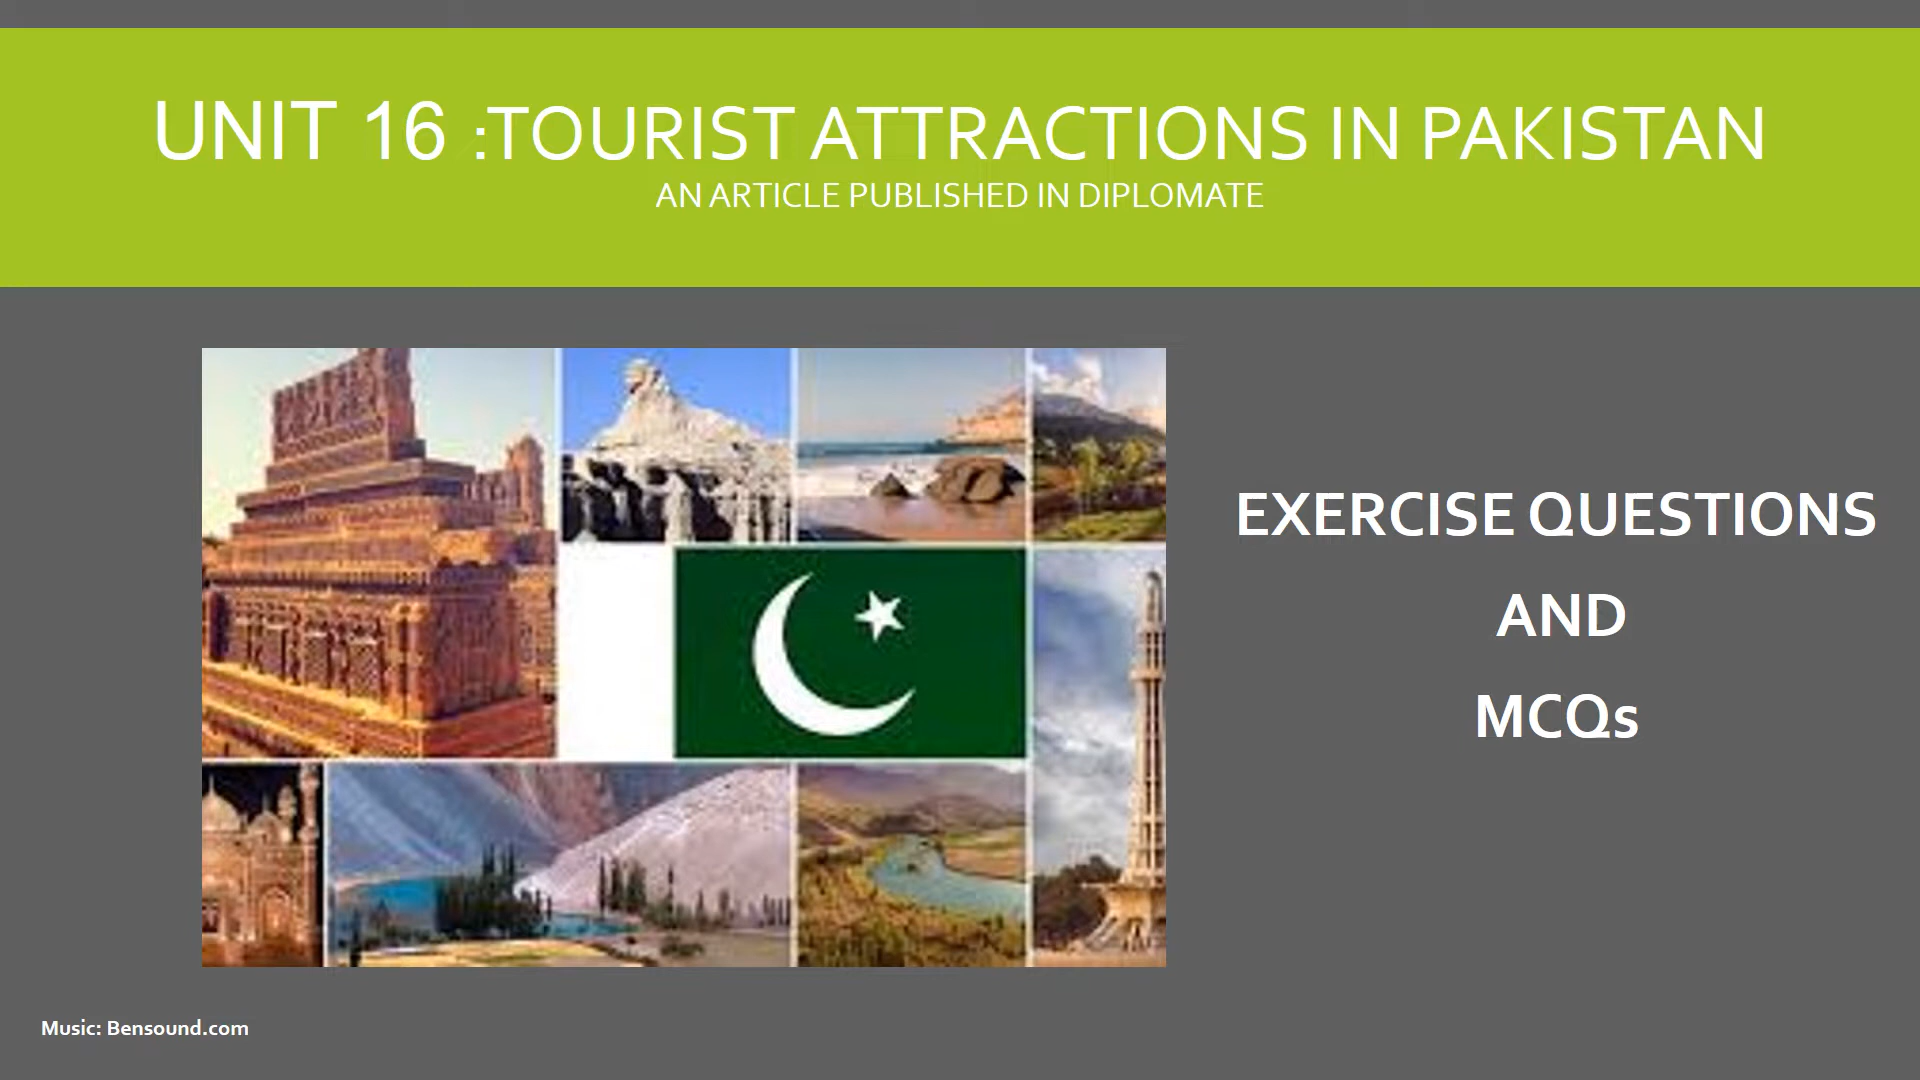 UNIT 16 :TOURIST ATTRACTIONS IN PAKISTAN
AN ARTICLE PUBLISHED IN DIPLOMATE
EXERCISE QUESTIONS
AND
MCQs
Music: Bensound.com